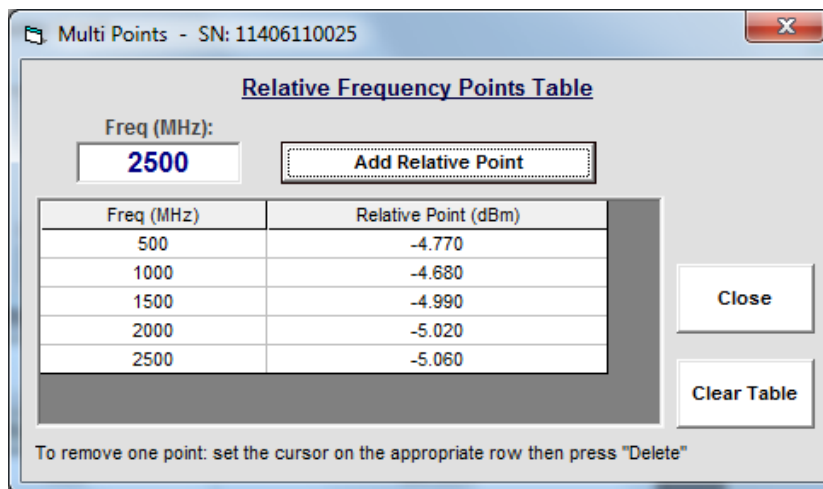 Multi Points - SN: 11406110025
Relative Frequency Points Table
Freq (MHz):
2500
Add Relative Point
Freq (MHz) Relative Point (dBm)
500 -4.770
1000 -4.680
1500 -4.990
2000 -5.020
2500 -5.060
Close
Clear Table
To remove one point: set the cursor on the appropriate row then press "Delete"